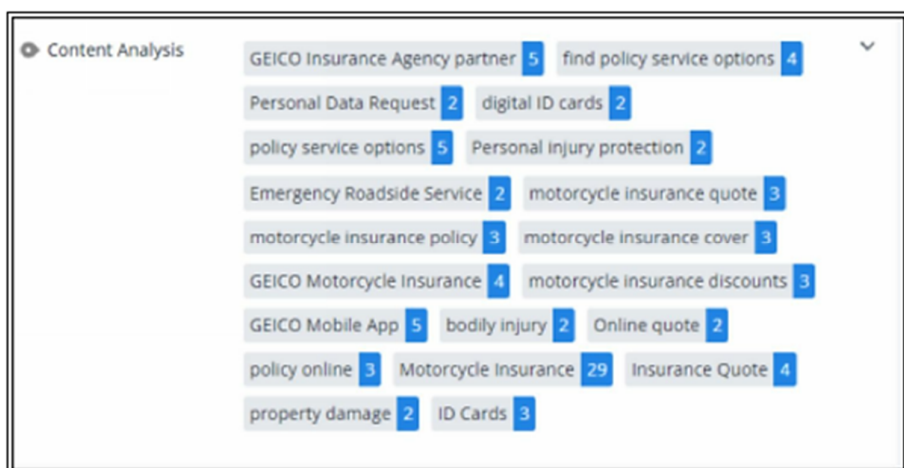 Content Analysis GEICO Insurance Agency partner 5 find policy service options 4
Personal Data Request 2 digital ID cards 2
policy service options 5 Personal injury protection 2
Emergency Roadside Service 2 motorcycle insurance quote 3
motorcycle insurance policy 3 motorcycle insurance cover 3
GEICO Motorcycle Insurance 4 motorcycle insurance discounts 3
GEICO Mobile App 5 bodily injury 2 Online quote 2
policy online 3 Motorcycle Insurance 29 Insurance Quote 4
property damage 2 ID Cards 3